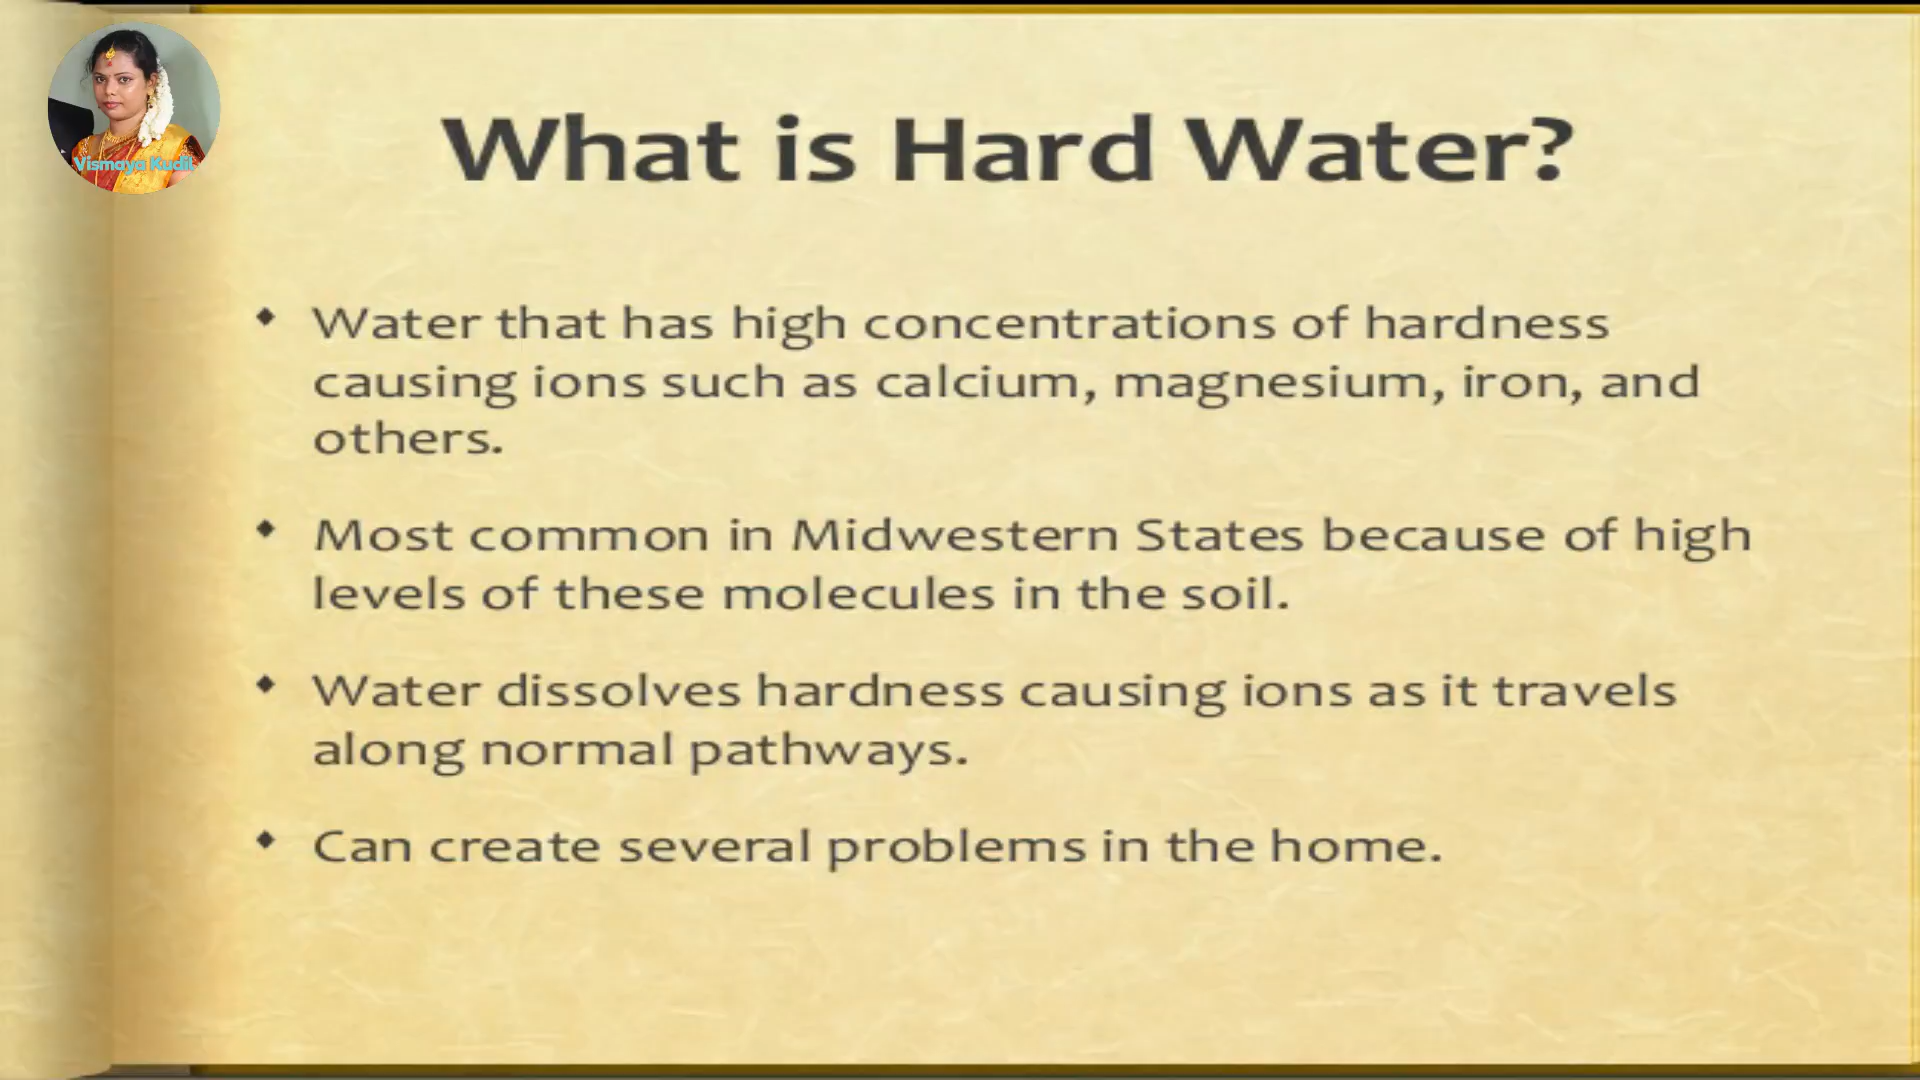 Vismaya Kudil
What is Hard Water?
Water that has high concentrations of hardness
causing ions such as calcium, magnesium, iron, and
others.
Most common in Midwestern States because of high
levels of these molecules in the soil.
Water dissolves hardness causing ions as it travels
along normal pathways.
Can create several problems in the home.